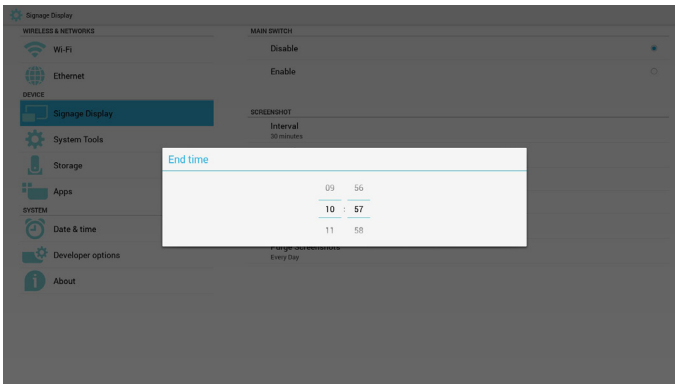 Signage Display
WIRELESS & NETWORKS
Wi-Fi
Ethernet
DEVICE
Signage Display
System Tools
Storage
Apps
SYSTEM
Date & time
Developer options
About
MAIN SWITCH
Disable
Enable
SCREENSHOT
Interval
30 minutes
End time
09 56
10 : 57
11 58
Purge Screenshots
Every Day